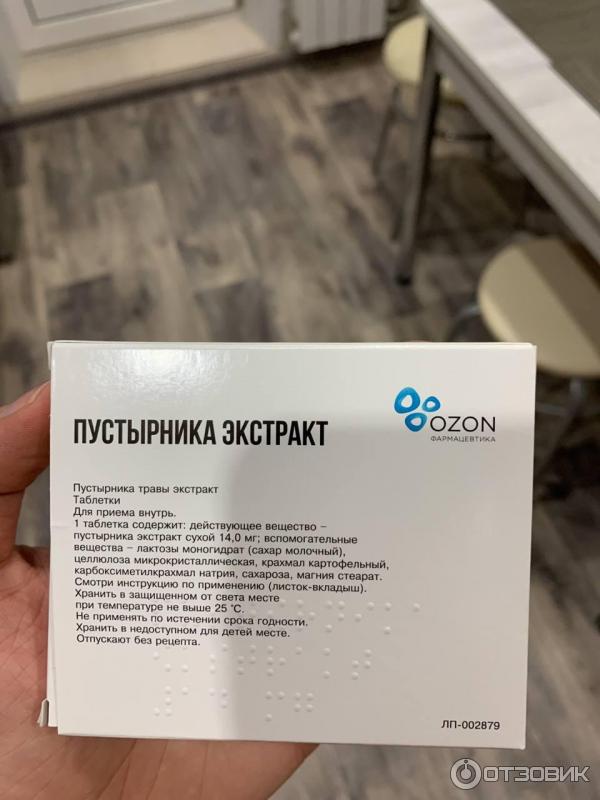 ПУСТЫРНИКА ЭКСТРАКТ
OZON
ФАРМАЦЕВТИКА
Пустырника травы экстракт
Таблетки
Для приема внутрь.
1 таблетка содержит: действующее вещество –
пустырника экстракт сухой 14,0 мг; вспомогательные
вещества – лактозы моногидрат (сахар молочный),
целлюлоза микрокристаллическая, крахмал картофельный,
карбоксиметилкрахмал натрия, сахароза, магния стеарат.
Смотри инструкцию по применению (листок-вкладыш).
Хранить в защищенном от света месте
при температуре не выше 25 °С.
Не применять по истечении срока годности.
Хранить в недоступном для детей месте.
Отпускают без рецепта.
ЛП-002879
ОТЗОВИК